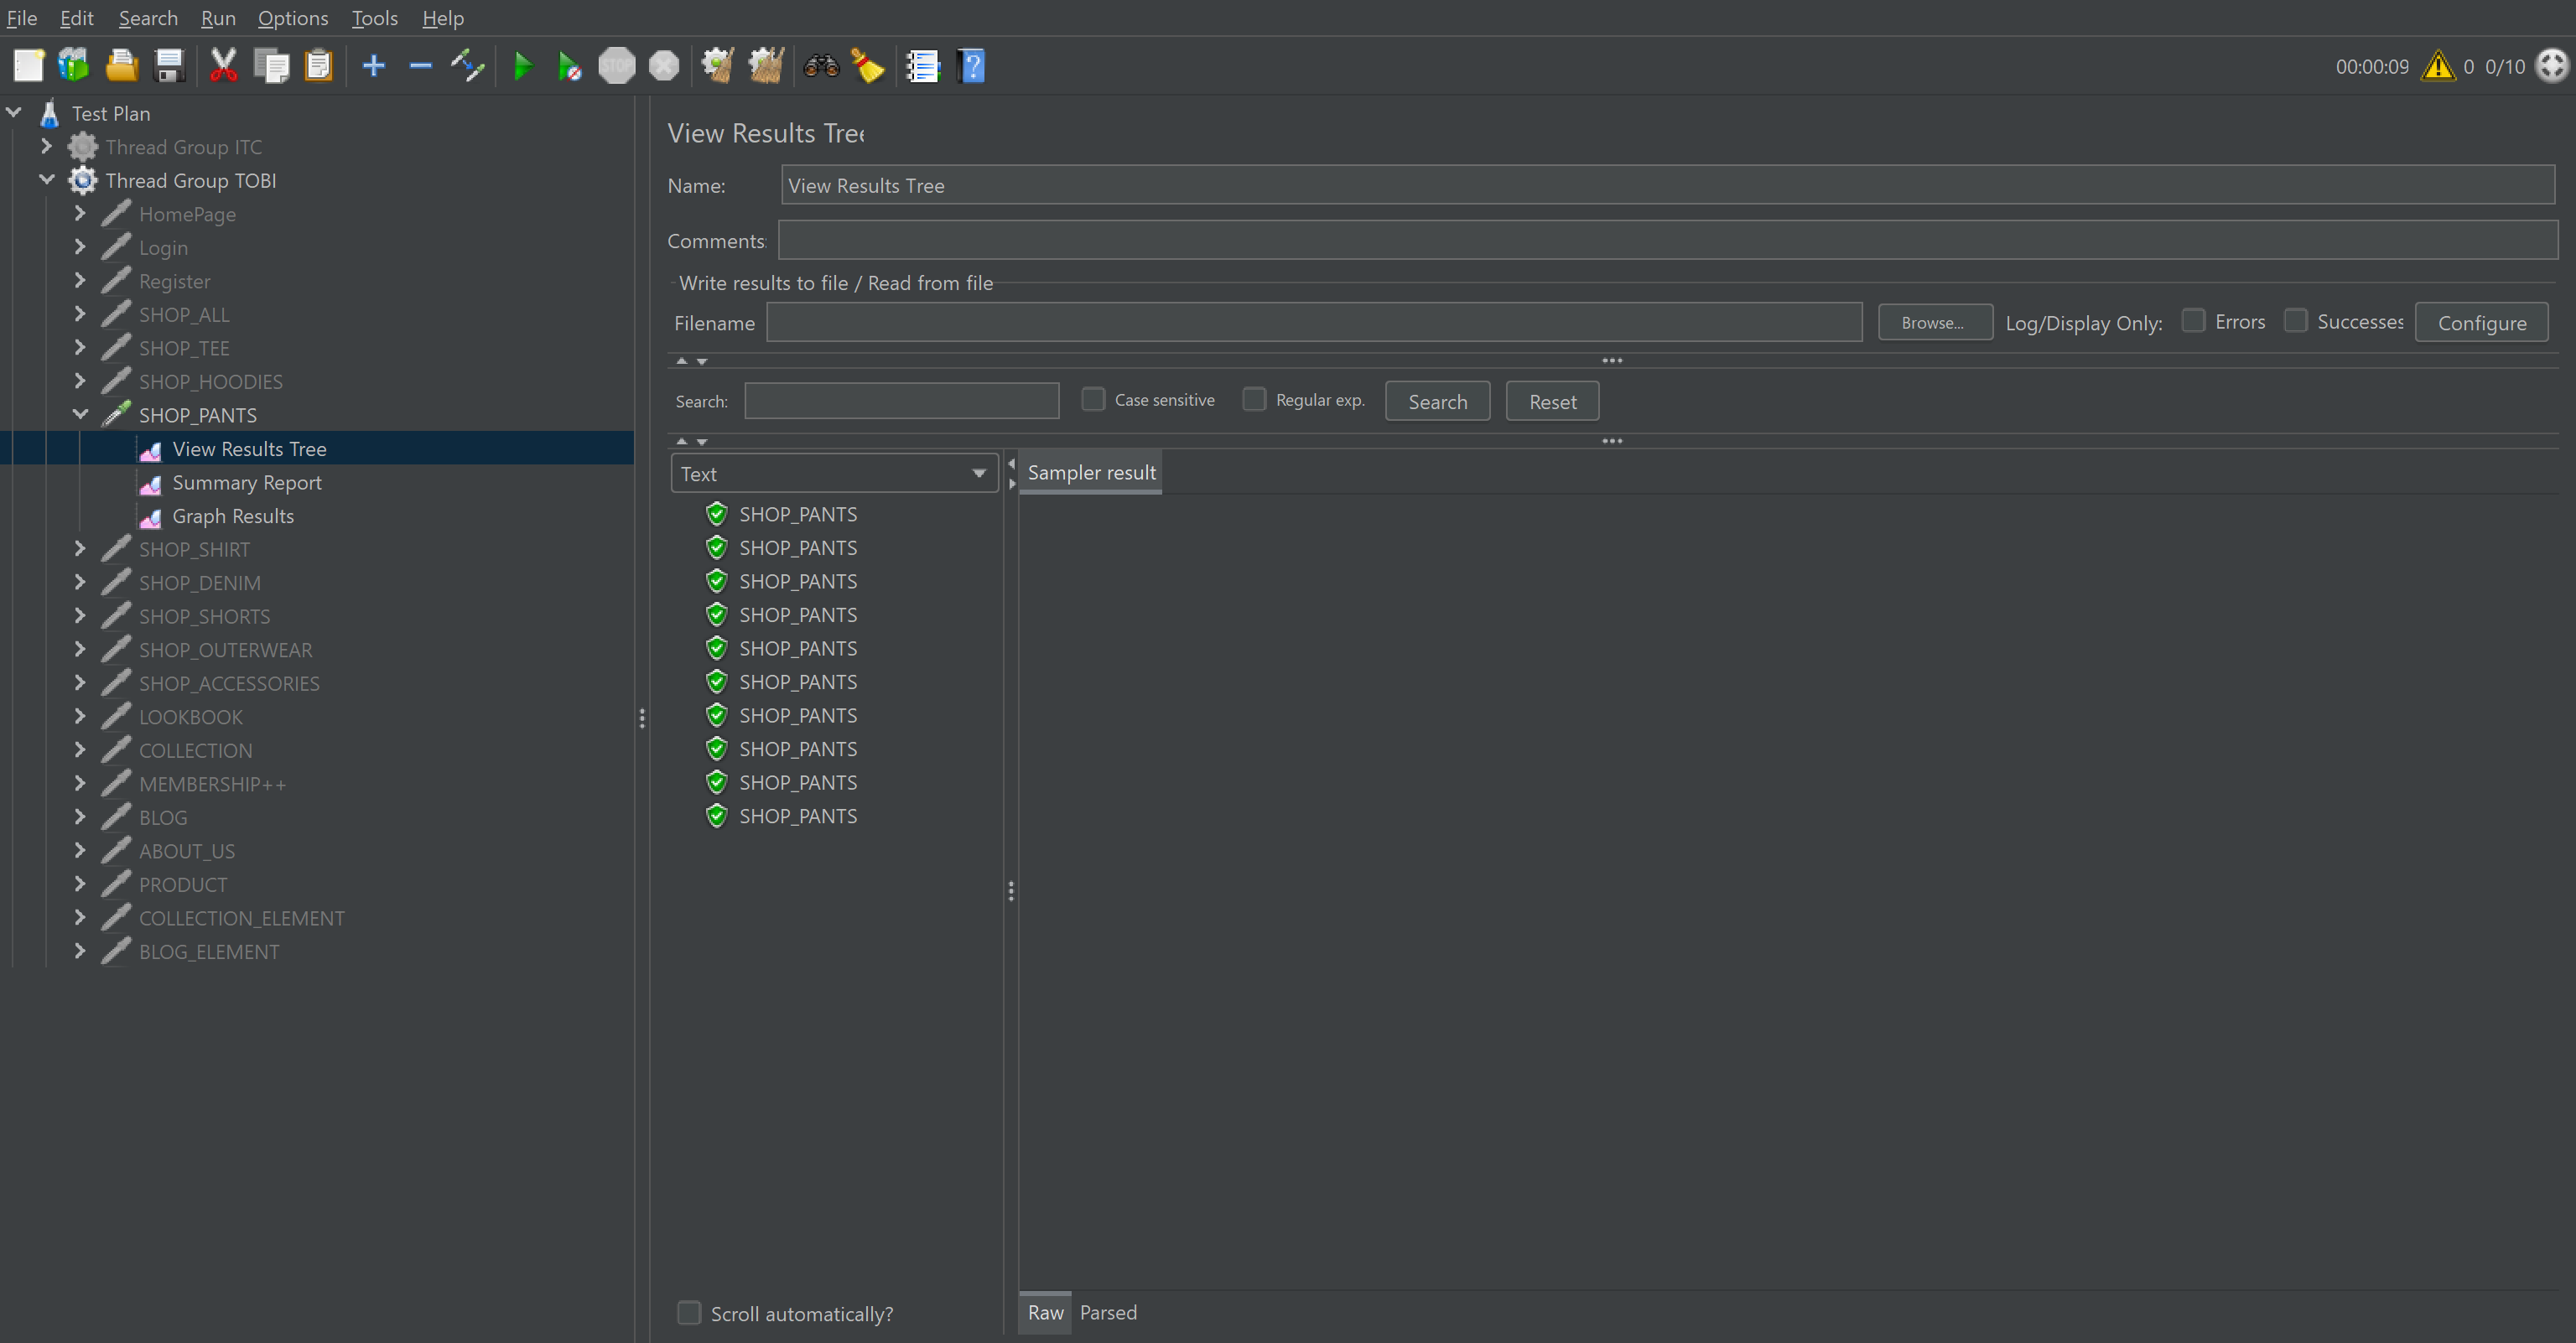 File Edit Search Run Options Tools Help
STOP
00:00:09 0 0/10
Test Plan
Thread Group ITC
Thread Group TOBI
HomePage
Login
Register
SHOP_ALL
SHOP_TEE
SHOP_HOODIES
SHOP_PANTS
View Results Tree
Summary Report
Graph Results
SHOP_SHIRT
SHOP_DENIM
SHOP_SHORTS
SHOP_OUTERWEAR
SHOP_ACCESSORIES
LOOKBOOK
COLLECTION
MEMBERSHIP++
BLOG
ABOUT_US
PRODUCT
COLLECTION_ELEMENT
BLOG_ELEMENT
View Results Tree
Name: View Results Tree
Comments:
Write results to file / Read from file
Filename Browse... Log/Display Only: Errors Successes Configure
Search: Case sensitive Regular exp. Search Reset
Text
Sampler result
SHOP_PANTS
SHOP_PANTS
SHOP_PANTS
SHOP_PANTS
SHOP_PANTS
SHOP_PANTS
SHOP_PANTS
SHOP_PANTS
SHOP_PANTS
SHOP_PANTS
Scroll automatically?
Raw Parsed